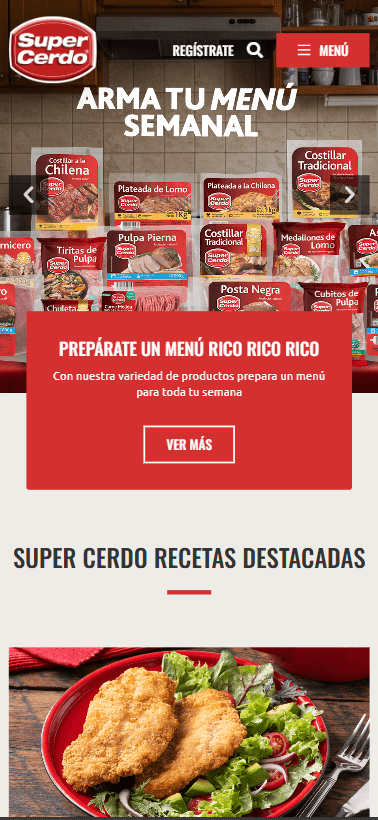 Super
Cerdo
REGÍSTRATE
MENÚ
ARMA TU MENÚ
SEMANAL
Costillar a la
Chilena
Plateada de Lomo
1Kg
Plateada a la Chilena
Costillar
Tradicional
Tiritas de
Pulpa
Pulpa Pierna
Costillar
Tradicional
Medallones de
Lomo
Chuleta
Posta Negra
Cubitos de
Pulpa
PREPÁRATE UN MENÚ RICO RICO RICO
Con nuestra variedad de productos prepara un menú
para toda tu semana
VER MÁS
SUPER CERDO RECETAS DESTACADAS